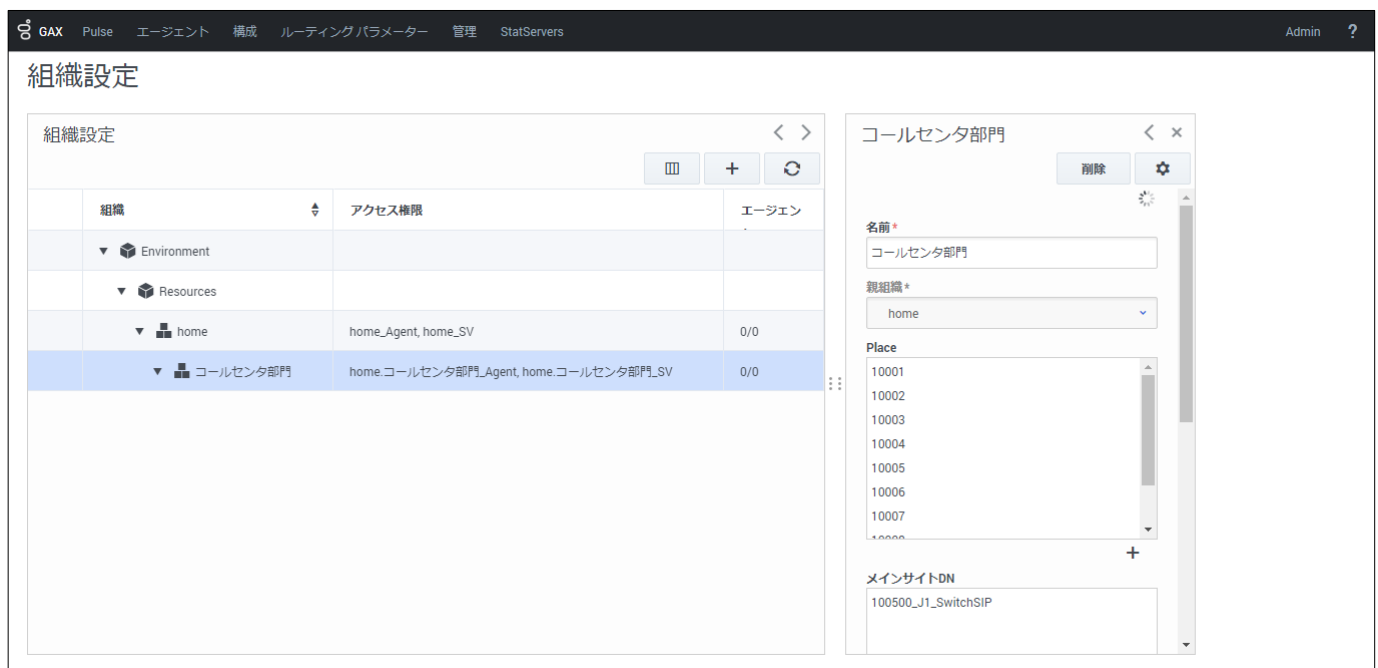 GAX Pulse エージェント 構成 ルーティング パラメーター 管理 StatServers Admin ?
組織設定
組織設定
組織 アクセス権限 エージェン
Environment
Resources
home home_Agent, home_SV 0/0
コールセンタ部門 home.コールセンタ部門_Agent, home.コールセンタ部門_SV 0/0
コールセンタ部門
削除
名前*
コールセンタ部門
親組織*
home
Place
10001
10002
10003
10004
10005
10006
10007
メインサイトDN
100500_J1_SwitchSIP